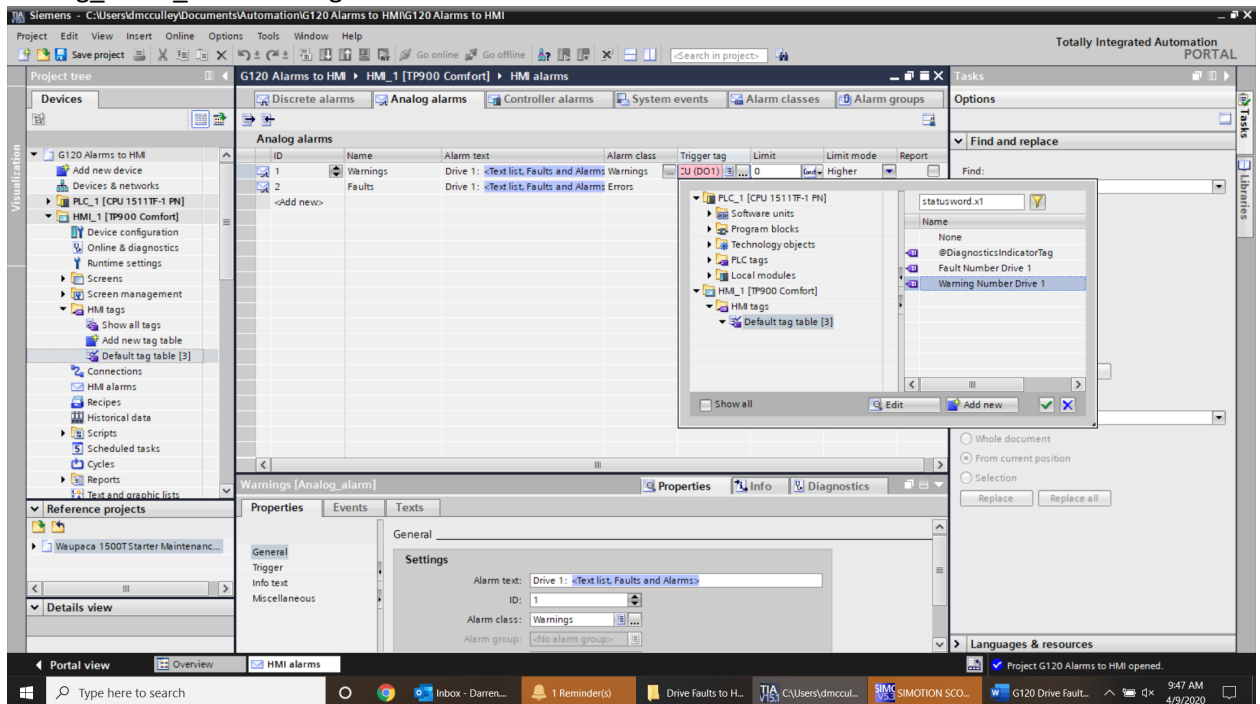 Siemens - C:\Users\dmcculley\Documents\Automation\G120 Alarms to HMI\G120 Alarms to HMI
Project Edit View Insert Online Options Tools Window Help
Totally Integrated Automation
PORTAL
Save project Go online Go offline <Search in project>
Project tree
G120 Alarms to HMI HMI_1 [TP900 Comfort] HMI alarms
Tasks
Devices
Discrete alarms Analog alarms Controller alarms System events Alarm classes Alarm groups
Options
Analog alarms
Find and replace
ID Name Alarm text Alarm class Trigger tag Limit Limit mode Report
1 Warnings Drive 1: <Text list, Faults and Alarms Warnings CU (DO1) 0 Const Higher
2 Faults Drive 1: <Text list, Faults and Alarms Errors
<Add new>
Find:
G120 Alarms to HMI
Add new device
Devices & networks
PLC_1 [CPU 1511TF-1 PN]
HMI_1 [TP900 Comfort]
Device configuration
Online & diagnostics
Runtime settings
Screens
Screen management
HMI tags
Show all tags
Add new tag table
Default tag table [3]
Connections
HMI alarms
Recipes
Historical data
Scripts
Scheduled tasks
Cycles
Reports
Text and graphic lists
PLC_1 [CPU 1511TF-1 PN]
Software units
Program blocks
Technology objects
PLC tags
Local modules
HMI_1 [TP900 Comfort]
HMI tags
Default tag table [3]
statusword.x1
Name
None
@DiagnosticsIndicatorTag
Fault Number Drive 1
Warning Number Drive 1
Show all Edit Add new
Whole document
From current position
Selection
Replace Replace all
Reference projects
Waupaca 1500T Starter Maintenanc...
Details view
Warnings [Analog_alarm]
Properties Info Diagnostics
Properties Events Texts
General
Trigger
Info text
Miscellaneous
General
Settings
Alarm text: Drive 1: <Text list, Faults and Alarms>
ID: 1
Alarm class: Warnings
Alarm group: <No alarm group>
Languages & resources
Portal view Overview HMI alarms
Project G120 Alarms to HMI opened.
Type here to search
Inbox - Darren... 1 Reminder(s) Drive Faults to H... C:\Users\dmccul... SIMOTION SCO... G120 Drive Fault...
9:47 AM
4/9/2020
Visualization
Tasks
Libraries